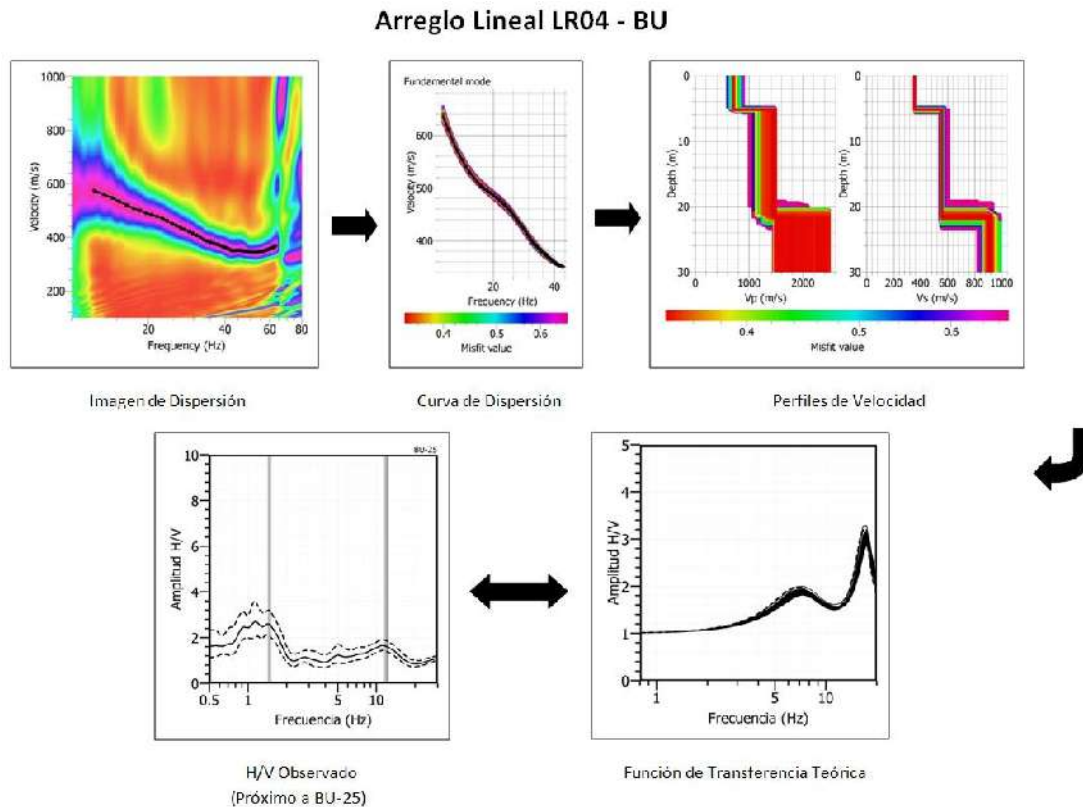 Arreglo Lineal LR04 - BU
1000
800
600
400
200
Velocity (m/s)
20
40
60
80
Frequency (Hz)
Imagen de Dispersión
Fundamental mode
600
500
400
Velocity (m/s)
20
40
Frequency (Hz)
0.4
0.5
0.6
Misfit value
Curva de Dispersión
0
10
20
30
Depth (m)
1000
2000
Vp (m/s)
0
10
20
30
Depth (m)
0
200
400
600
800
1000
Vs (m/s)
0.4
0.5
0.6
Misfit value
Perfiles de Velocidad
BU-25
10
8
6
4
2
0
Amplitud H/V
0.5
1
5
10
Frecuencia (Hz)
H/V Observado
(Próximo a BU-25)
5
4
3
2
1
0
Amplitud H/V
1
10
Frecuencia (Hz)
Función de Transferencia Teórica